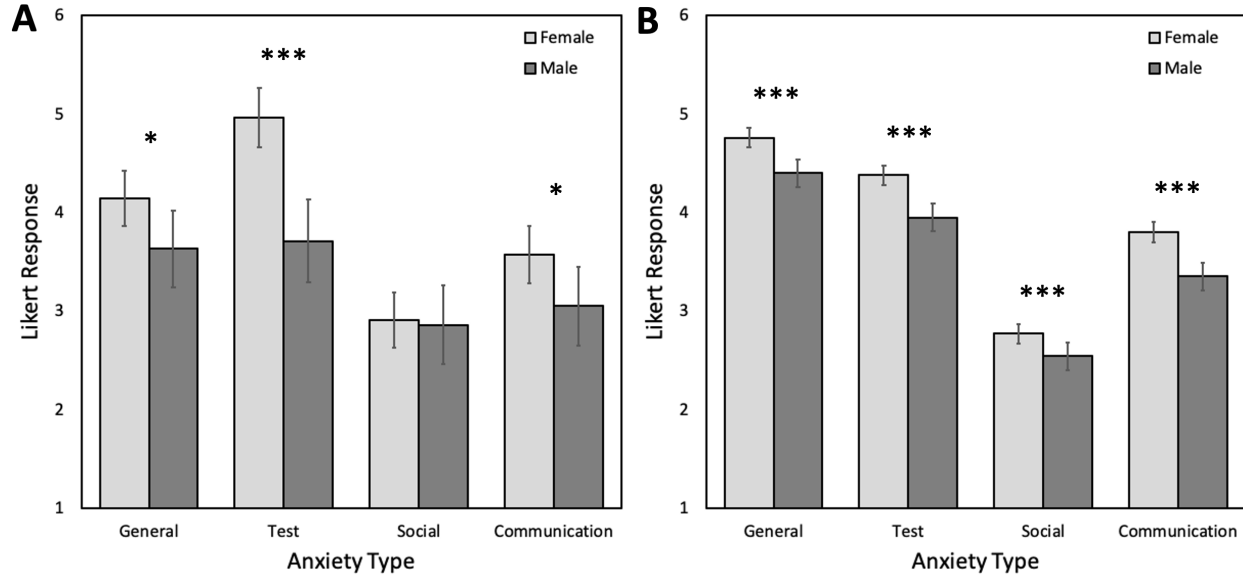 A
6
5
4
3
2
1
Likert Response
Female
Male
*
***
*
General
Test
Social
Communication
Anxiety Type
B
6
5
4
3
2
1
Likert Response
Female
Male
***
***
***
***
General
Test
Social
Communication
Anxiety Type